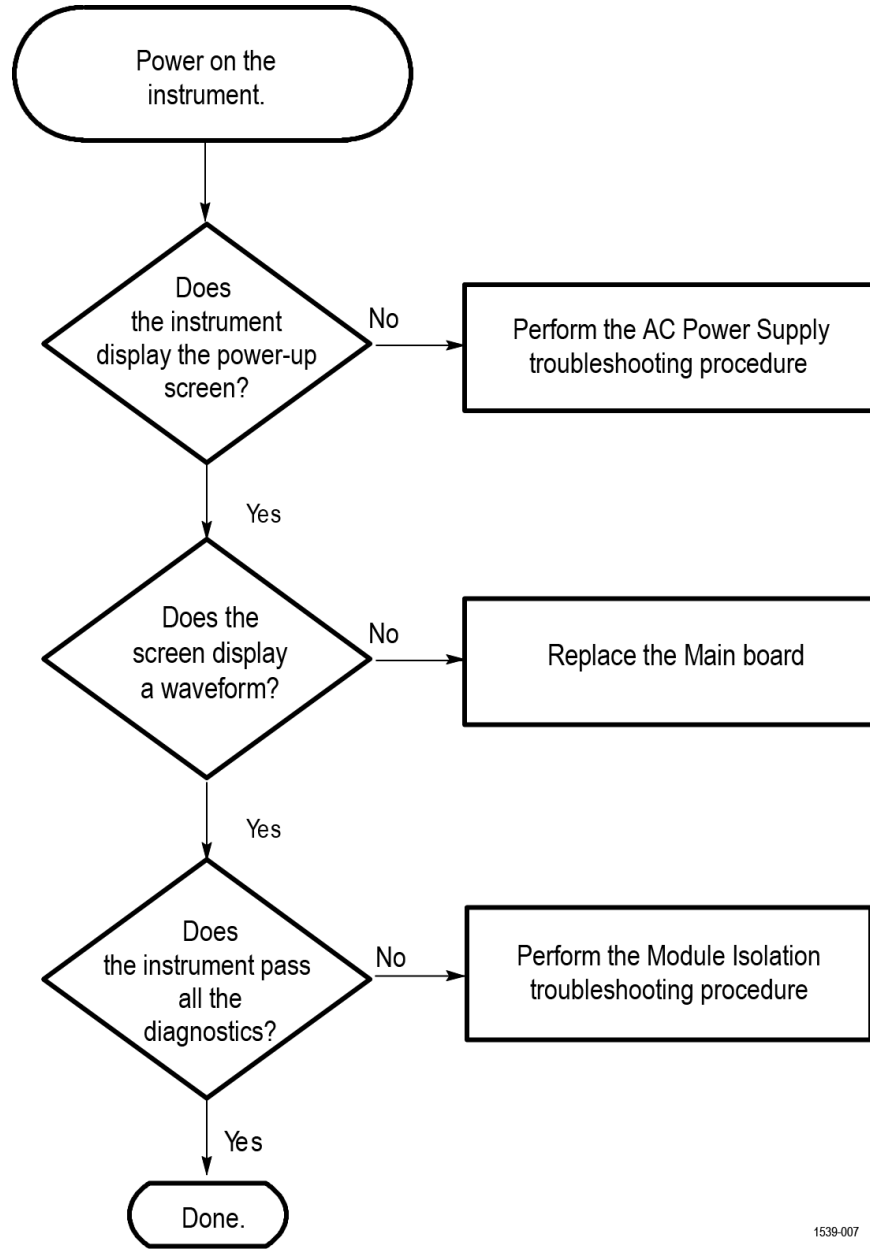 Power on the
instrument.
Does
the instrument
display the power-up
screen?
No
Perform the AC Power Supply
troubleshooting procedure
Yes
Does the
screen display
a waveform?
No
Replace the Main board
Yes
Does
the instrument pass
all the
diagnostics?
No
Perform the Module Isolation
troubleshooting procedure
Yes
Done.
1539-007